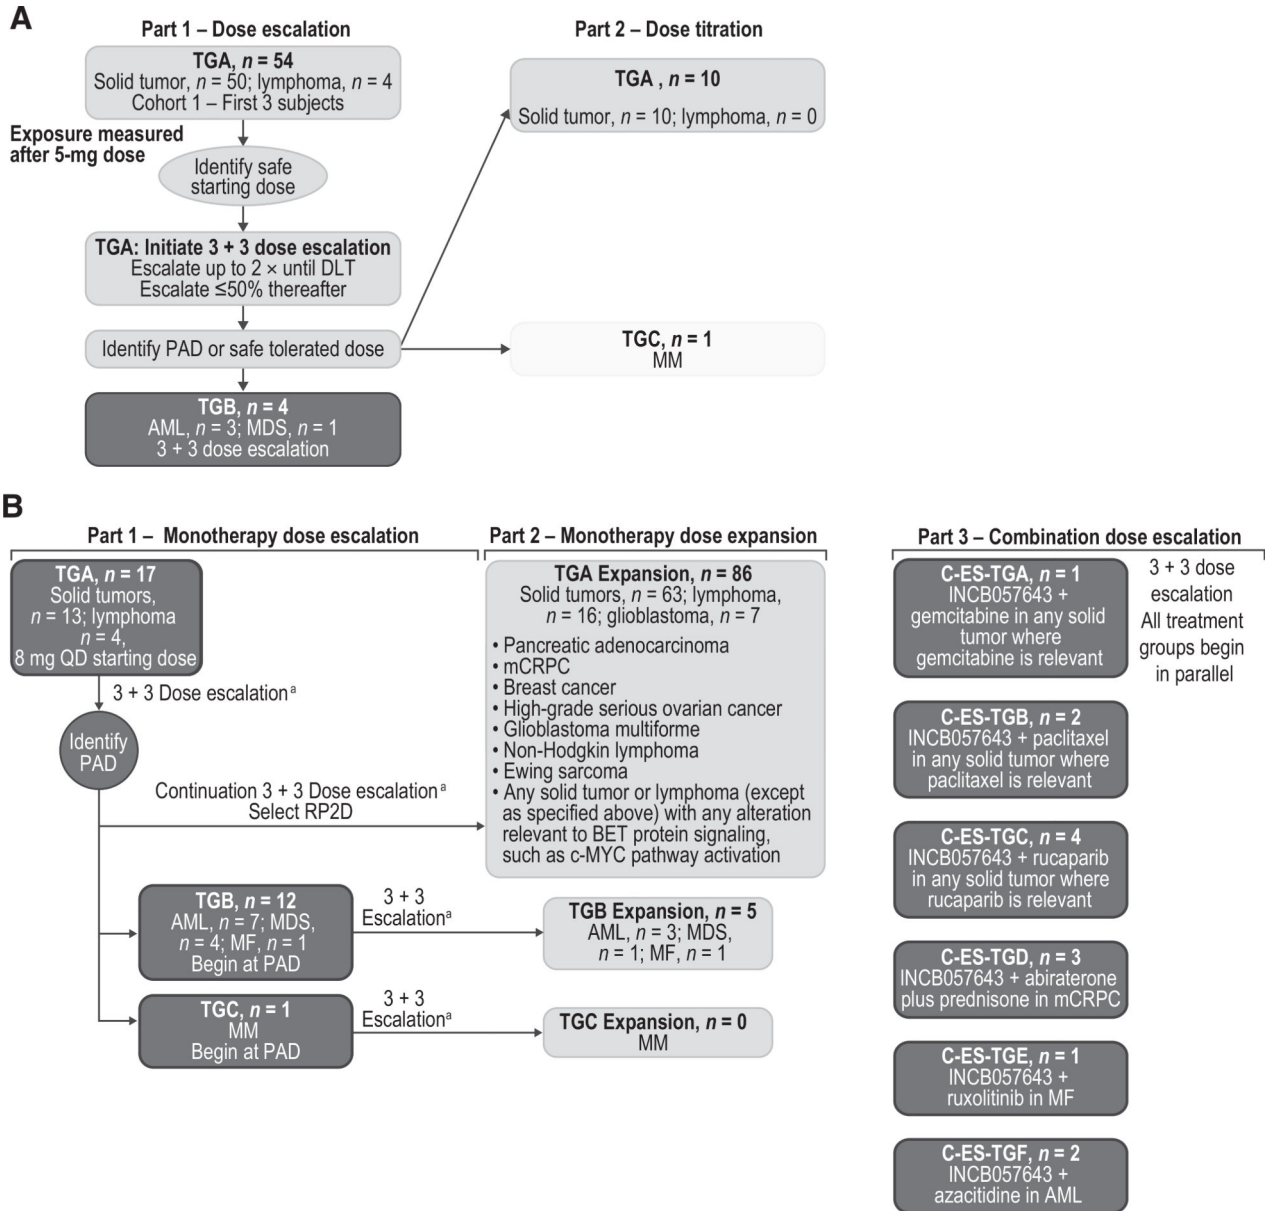 A
Part 1 – Dose escalation
TGA, n = 54
Solid tumor, n = 50; lymphoma, n = 4
Cohort 1 – First 3 subjects
Exposure measured
after 5-mg dose
Identify safe
starting dose
TGA: Initiate 3 + 3 dose escalation
Escalate up to 2 × until DLT
Escalate ≤50% thereafter
Identify PAD or safe tolerated dose
TGB, n = 4
AML, n = 3; MDS, n = 1
3 + 3 dose escalation
Part 2 – Dose titration
TGA , n = 10
Solid tumor, n = 10; lymphoma, n = 0
TGC, n = 1
MM
B
Part 1 – Monotherapy dose escalation
TGA, n = 17
Solid tumors,
n = 13; lymphoma
n = 4,
8 mg QD starting dose
3 + 3 Dose escalation a
Identify
PAD
Continuation 3 + 3 Dose escalation a
Select RP2D
TGB, n = 12
AML, n = 7; MDS,
n = 4; MF, n = 1
Begin at PAD
3 + 3
Escalation a
TGC, n = 1
MM
Begin at PAD
3 + 3
Escalation a
Part 2 – Monotherapy dose expansion
TGA Expansion, n = 86
Solid tumors, n = 63; lymphoma,
n = 16; glioblastoma, n = 7
• Pancreatic adenocarcinoma
• mCRPC
• Breast cancer
• High-grade serious ovarian cancer
• Glioblastoma multiforme
• Non-Hodgkin lymphoma
• Ewing sarcoma
• Any solid tumor or lymphoma (except
as specified above) with any alteration
relevant to BET protein signaling,
such as c-MYC pathway activation
TGB Expansion, n = 5
AML, n = 3; MDS,
n = 1; MF, n = 1
TGC Expansion, n = 0
MM
Part 3 – Combination dose escalation
C-ES-TGA, n = 1
INCB057643 +
gemcitabine in any solid
tumor where
gemcitabine is relevant
3 + 3 dose
escalation
All treatment
groups begin
in parallel
C-ES-TGB, n = 2
INCB057643 + paclitaxel
in any solid tumor where
paclitaxel is relevant
C-ES-TGC, n = 4
INCB057643 + rucaparib
in any solid tumor where
rucaparib is relevant
C-ES-TGD, n = 3
INCB057643 + abiraterone
plus prednisone in mCRPC
C-ES-TGE, n = 1
INCB057643 +
ruxolitinib in MF
C-ES-TGF, n = 2
INCB057643 +
azacitidine in AML